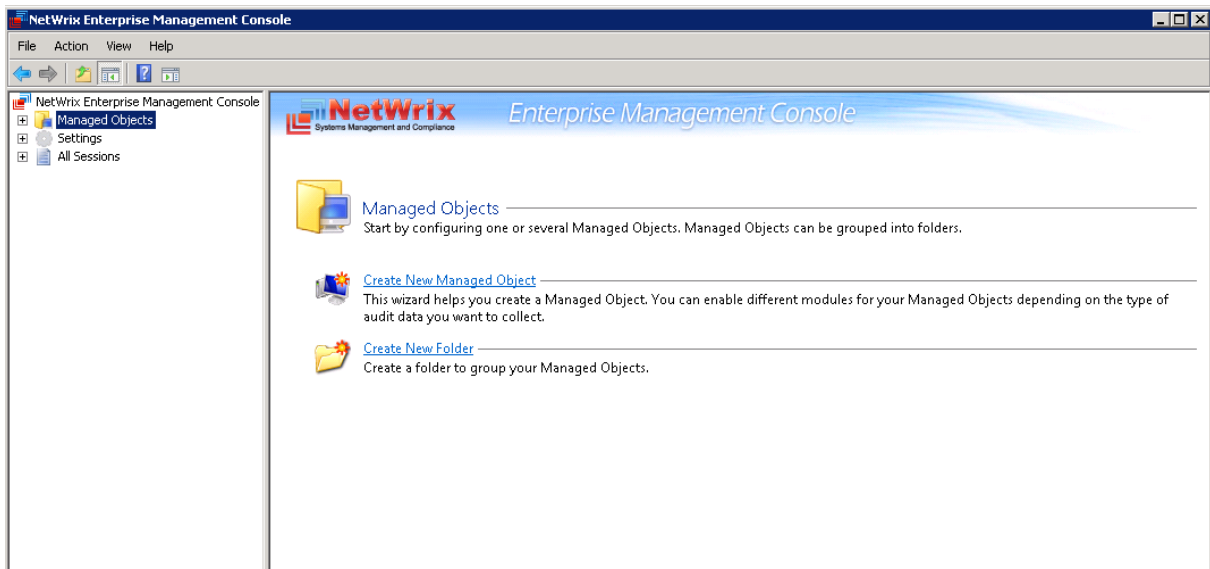 NetWrix Enterprise Management Console
File Action View Help
NetWrix Enterprise Management Console
Managed Objects
Settings
All Sessions
NetWrix
Systems Management and Compliance
Enterprise Management Console
Managed Objects
Start by configuring one or several Managed Objects. Managed Objects can be grouped into folders.
Create New Managed Object
This wizard helps you create a Managed Object. You can enable different modules for your Managed Objects depending on the type of
audit data you want to collect.
Create New Folder
Create a folder to group your Managed Objects.